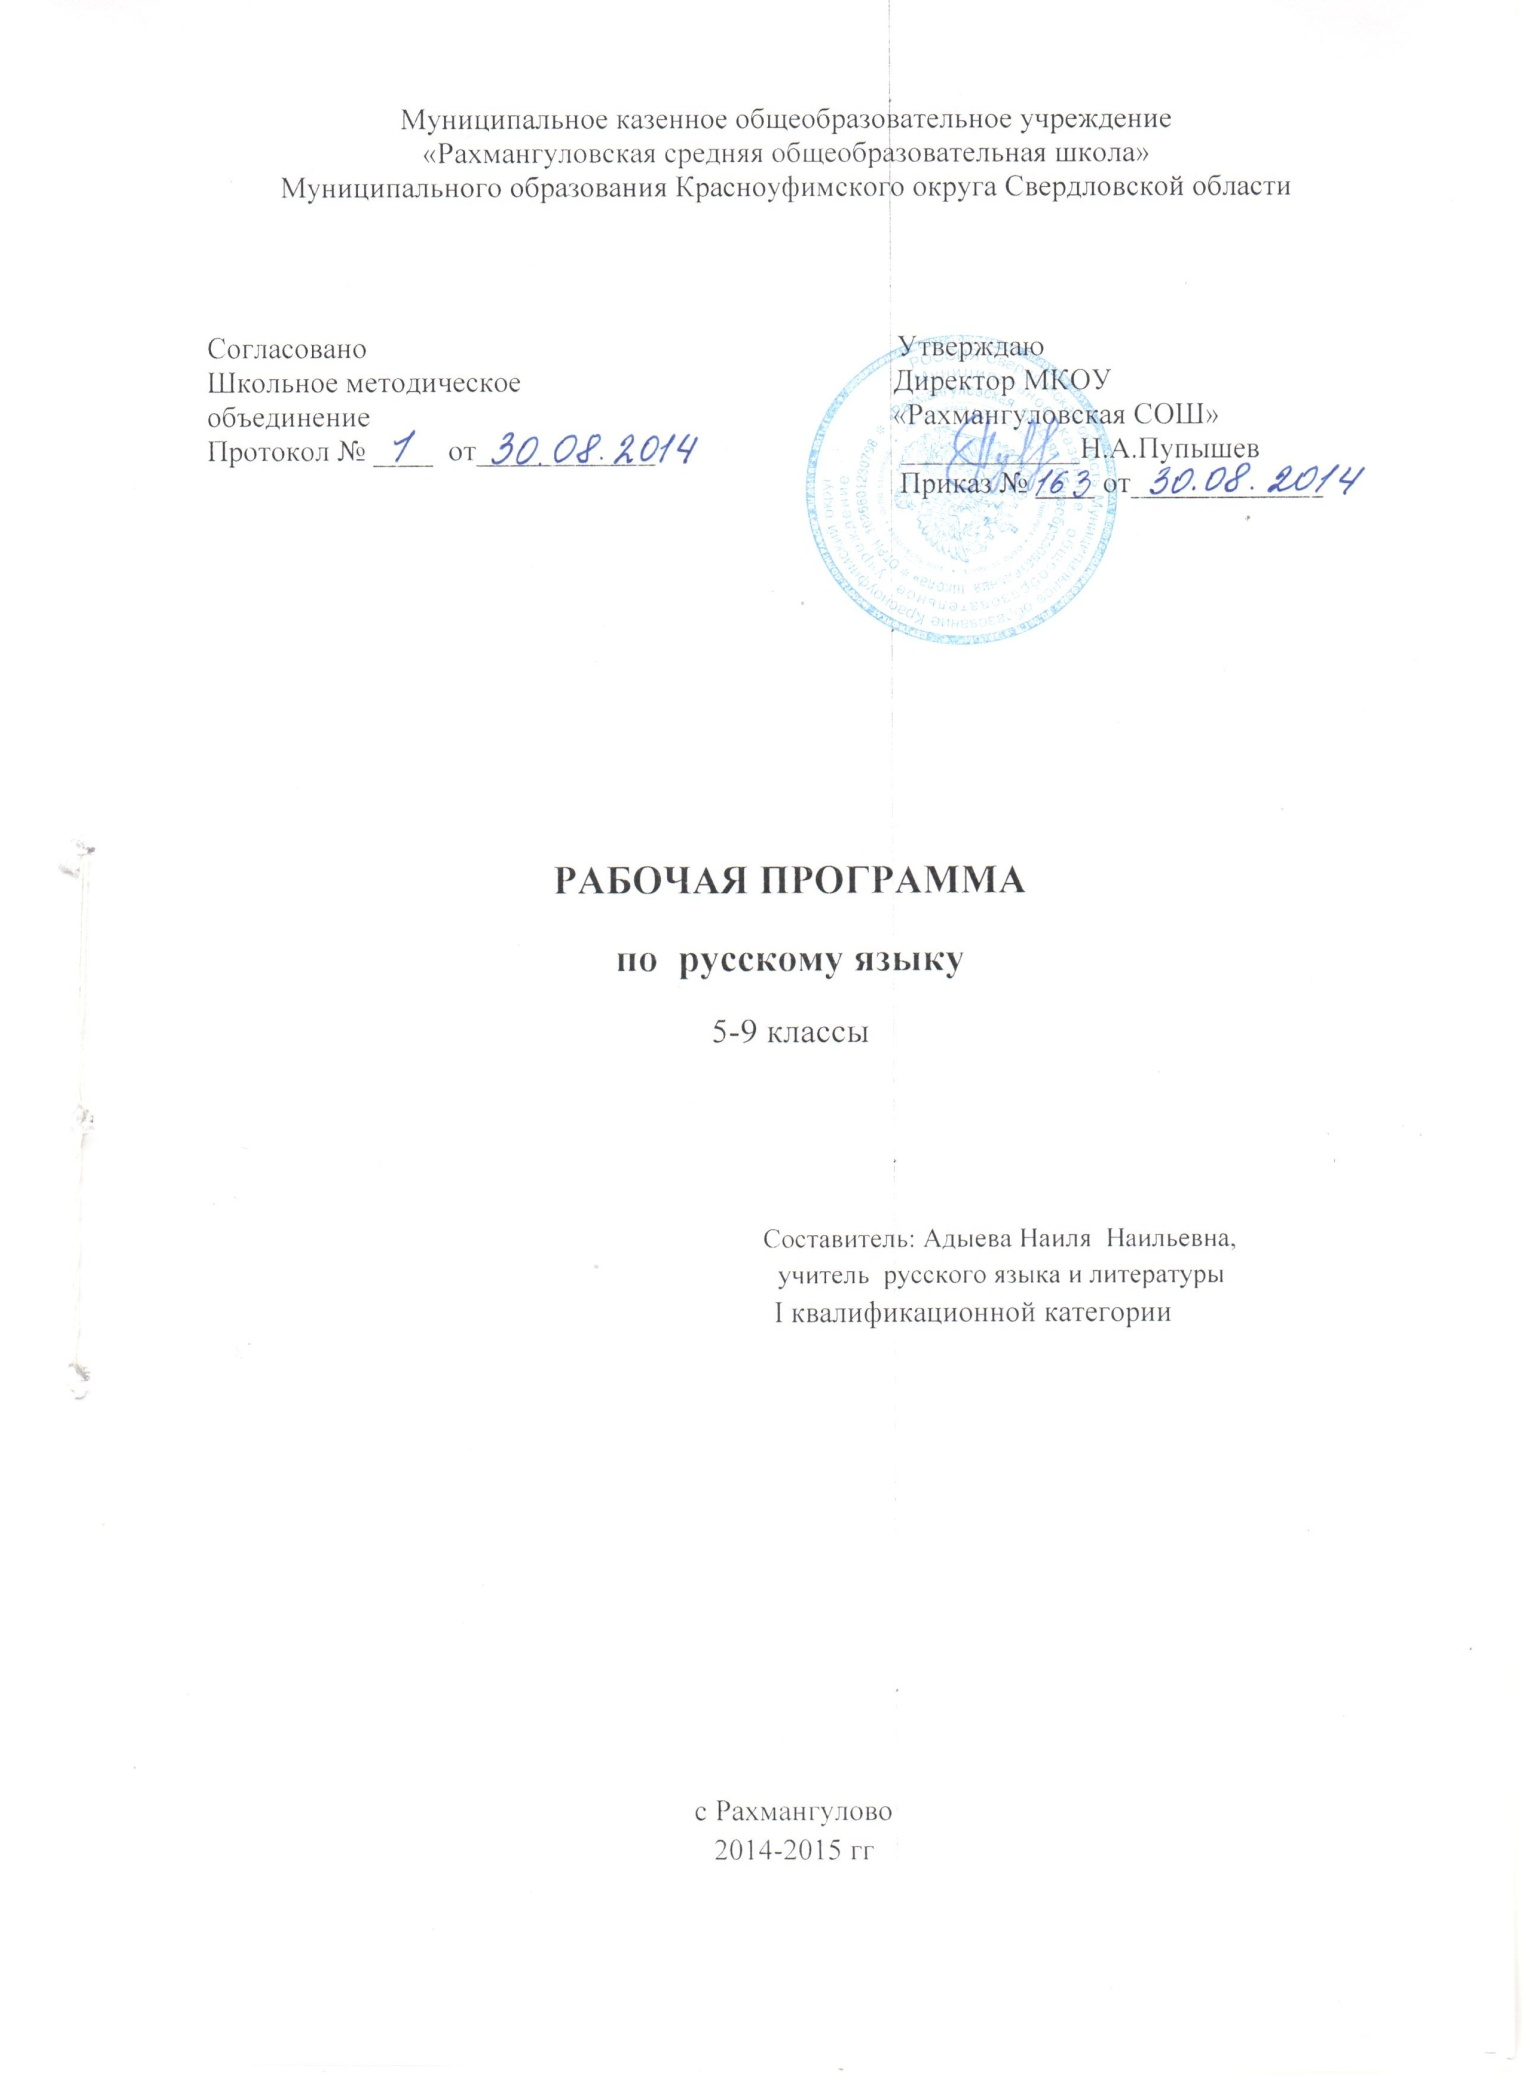 Муниципальное казенное общеобразовательное учреждение
«Рахмангуловская средняя общеобразовательная школа»
Муниципального образования Красноуфимского округа Свердловской области
Согласовано
Школьное методическое
объединение
Протокол № 1 от 30.08.2014
Утверждаю
Директор МКОУ
«Рахмангуловская СОШ»
Н.А.Пупышев
Приказ № 163 от 30.08.2014
РАБОЧАЯ ПРОГРАММА
по русскому языку
5-9 классы
Составитель: Адыева Наиля Наильевна,
учитель русского языка и литературы
I квалификационной категории
с Рахмангулово
2014-2015 гг